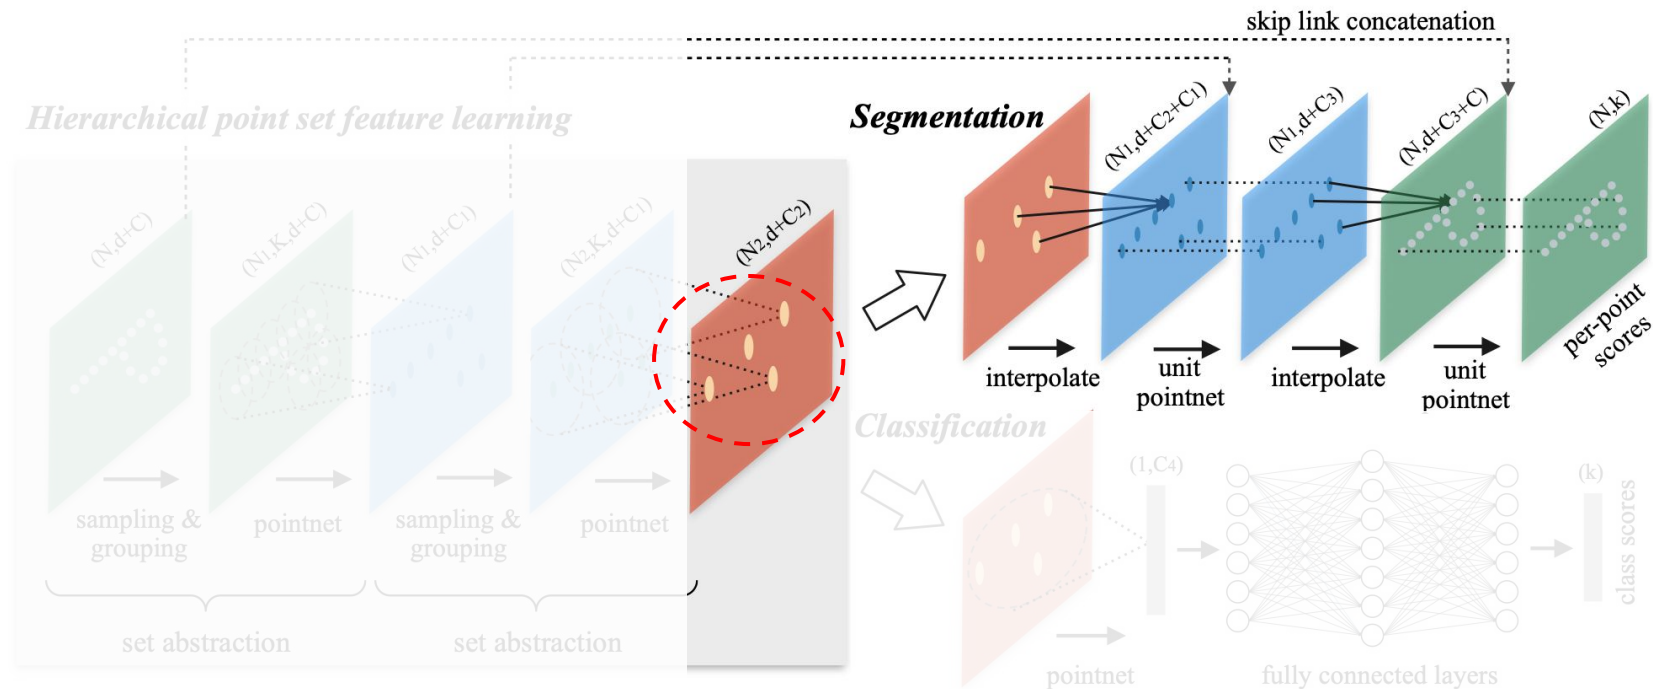 skip link concatenation
Hierarchical point set feature learning
Segmentation
(N,d+C)
(N1,K,d+C)
(N1,d+C1)
(N2,K,d+C1)
(N2,d+C2)
(N1,d+C2+C1)
(N1,d+C3)
(N,d+C3+C)
(N,k)
per-point
scores
interpolate
unit
pointnet
interpolate
unit
pointnet
sampling &
grouping
pointnet
sampling &
grouping
pointnet
set abstraction
set abstraction
Classification
(1,C4)
(k)
class scores
pointnet
fully connected layers